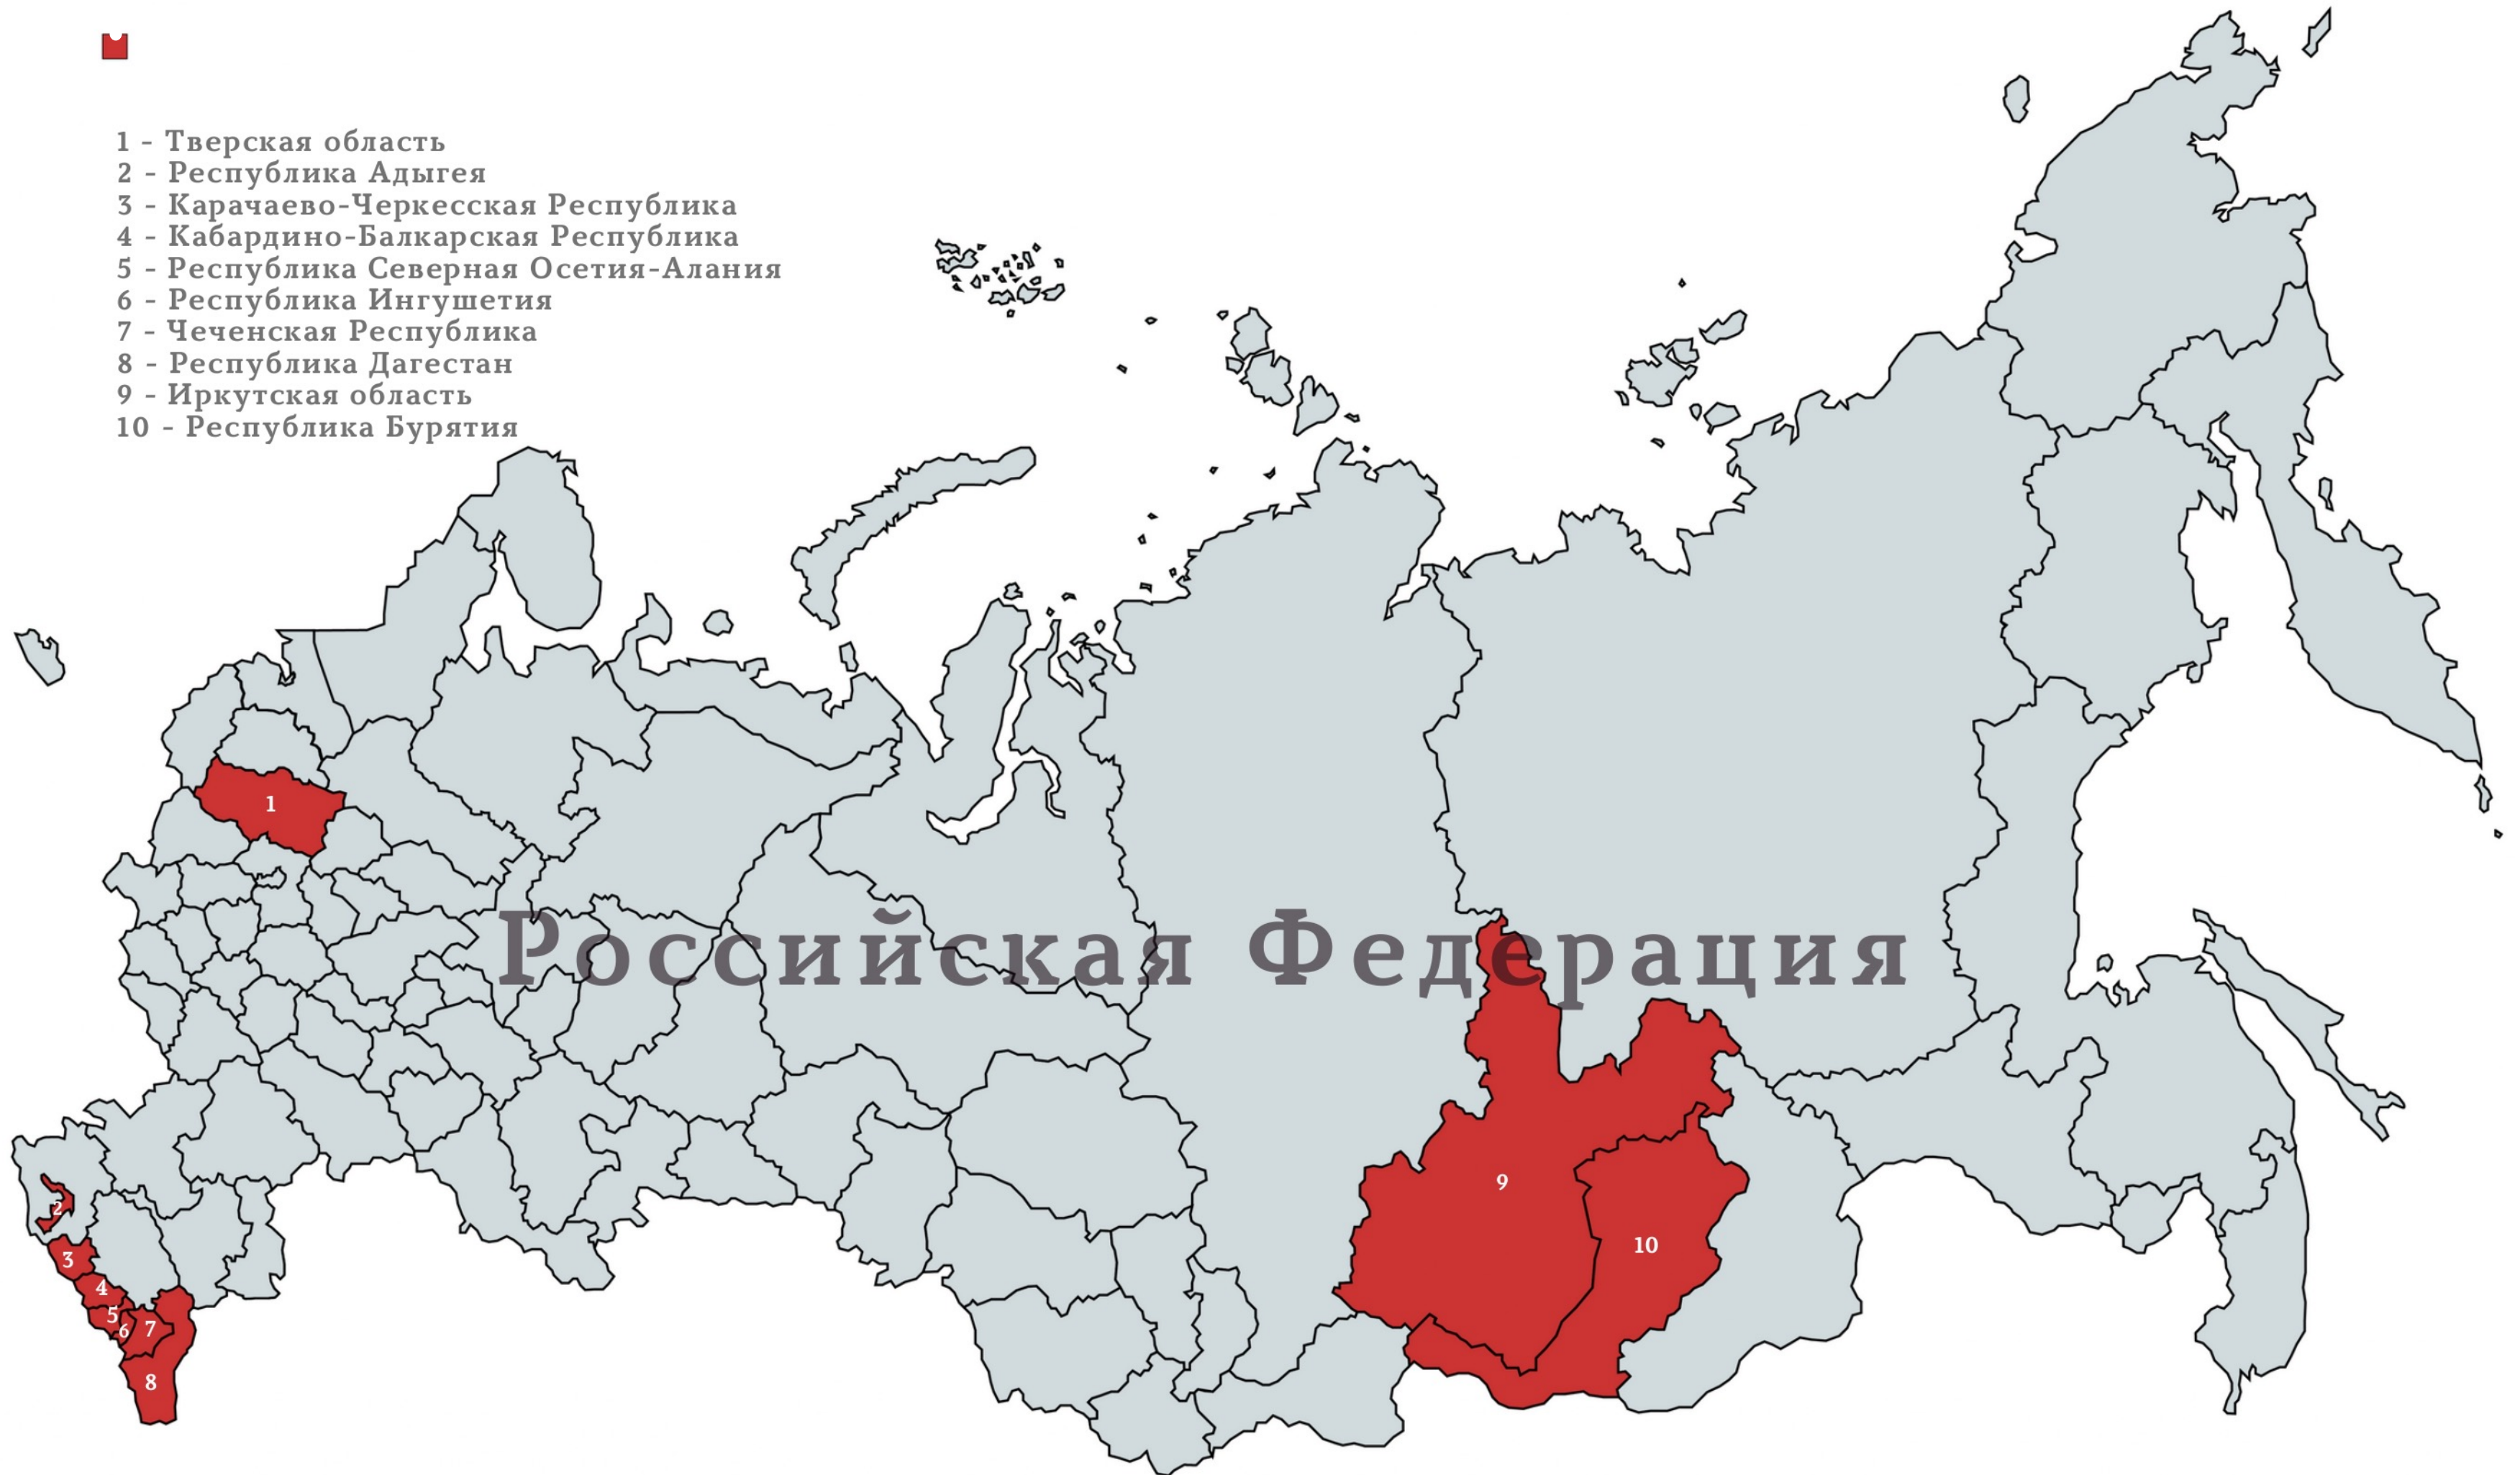 1 - Тверская область
2 - Республика Адыгея
3 - Карачаево-Черкесская Республика
4 - Кабардино-Балкарская Республика
5 - Республика Северная Осетия-Алания
6 - Республика Ингушетия
7 - Чеченская Республика
8 - Республика Дагестан
9 - Иркутская область
10 - Республика Бурятия
1
Российская Федерация
9
2
10
3
4
5
6
7
8